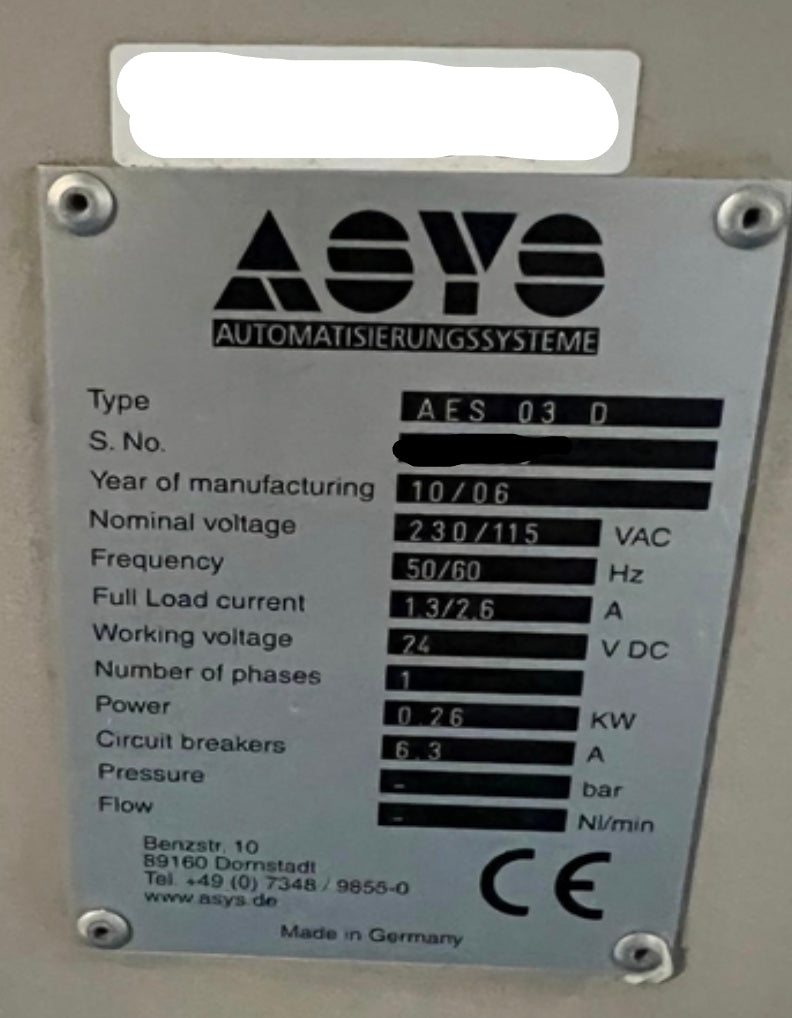 ASYS
AUTOMATISIERUNGSSYSTEME
Type AES 03 D
S. No.
Year of manufacturing 10/06
Nominal voltage 230/115 VAC
Frequency 50/60 Hz
Full Load current 1.3/2.6 A
Working voltage 24 V DC
Number of phases 1
Power 0.26 KW
Circuit breakers 6.3 A
Pressure - bar
Flow - Nl/min
Benzstr. 10
89160 Dornstadt
Tel. +49 (0) 7348 / 9855-0
www.asys.de
CE
Made in Germany